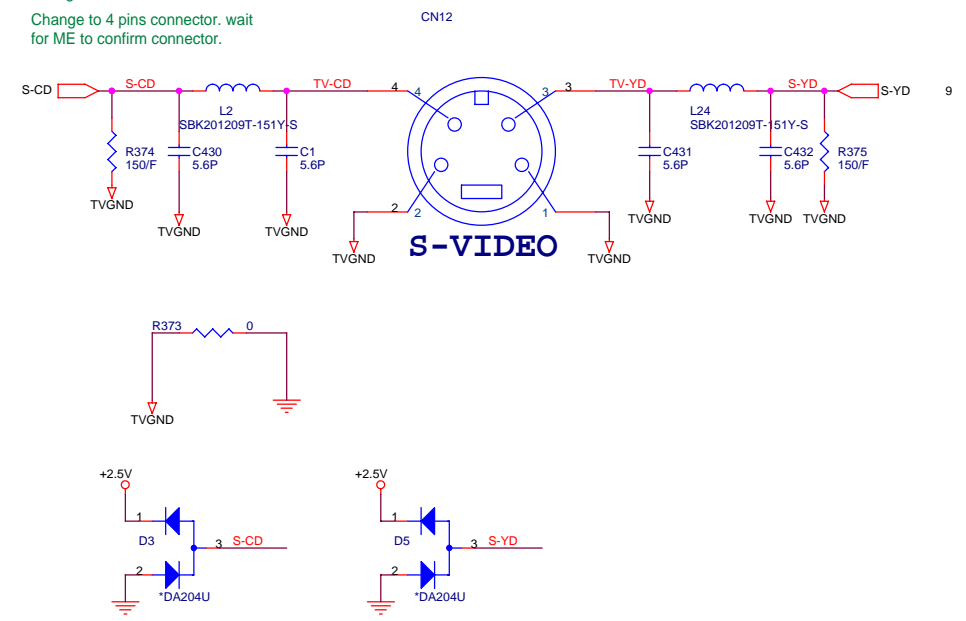 Change to 4 pins connector. wait
for ME to confirm connector.
CN12
S-CD
S-CD
TV-CD
4
4
3
3
TV-YD
S-YD
S-YD
9
L2
SBK201209T-151Y-S
L24
SBK201209T-151Y-S
R374
150/F
C430
5.6P
C1
5.6P
C431
5.6P
C432
5.6P
R375
150/F
2
2
1
1
TVGND
TVGND
TVGND
TVGND
TVGND
TVGND
TVGND
TVGND
S-VIDEO
R373
0
TVGND
+2.5V
1
D3
3
S-CD
2
*DA204U
+2.5V
1
D5
3
S-YD
2
*DA204U